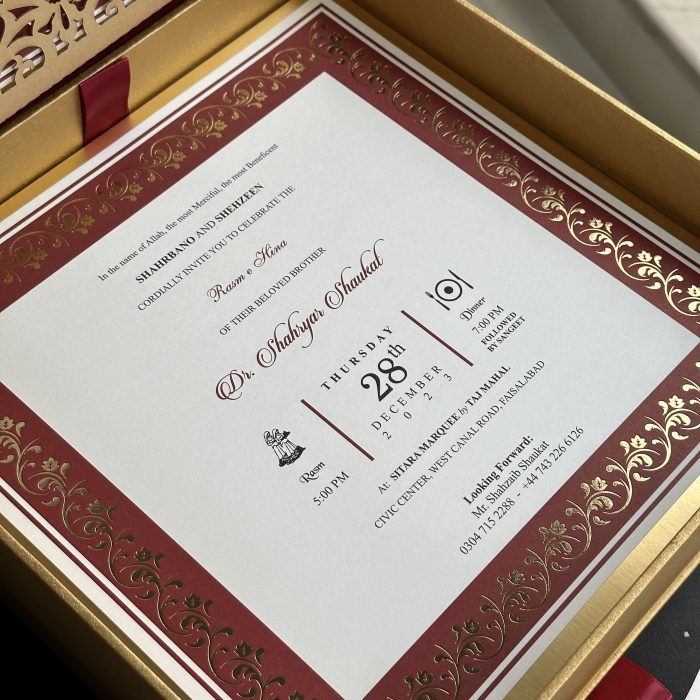 In the name of Allah, the most Merciful, the most Beneficent
SHAHRBANO AND SHEHZEEN
CORDIALLY INVITE YOU TO CELEBRATE THE
Rasm e Hina
OF THEIR BELOVED BROTHER
Dr. Shahryar Shaukat
Rasm
5:00 PM
THURSDAY
28th
DECEMBER
2023
Dinner
7:00 PM
FOLLOWED
BY SANGEET
At: SITARA MARQUEE by TAJ MAHAL
CIVIC CENTER, WEST CANAL ROAD, FAISALABAD
Looking Forward:
Mr. Shahzaib Shaukat
0304 715 2288 - +44 743 226 6126